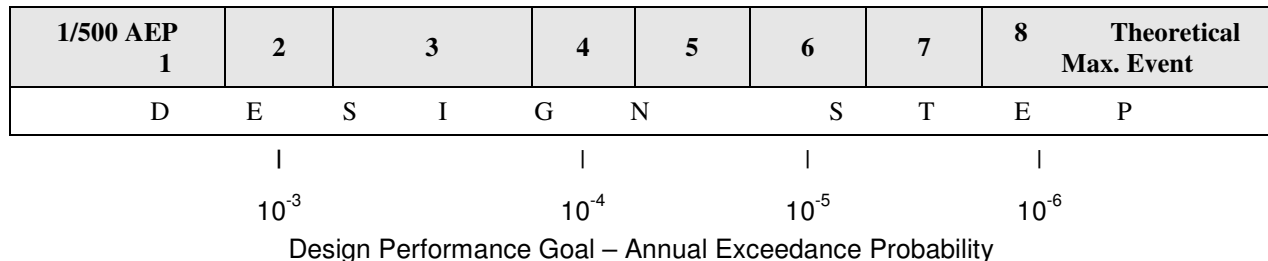 1/500 AEP 1 2 3 4 5 6 7 8 Theoretical Max. Event
D E S I G N S T E P
| | | |
10^-3 10^-4 10^-5 10^-6
Design Performance Goal – Annual Exceedance Probability